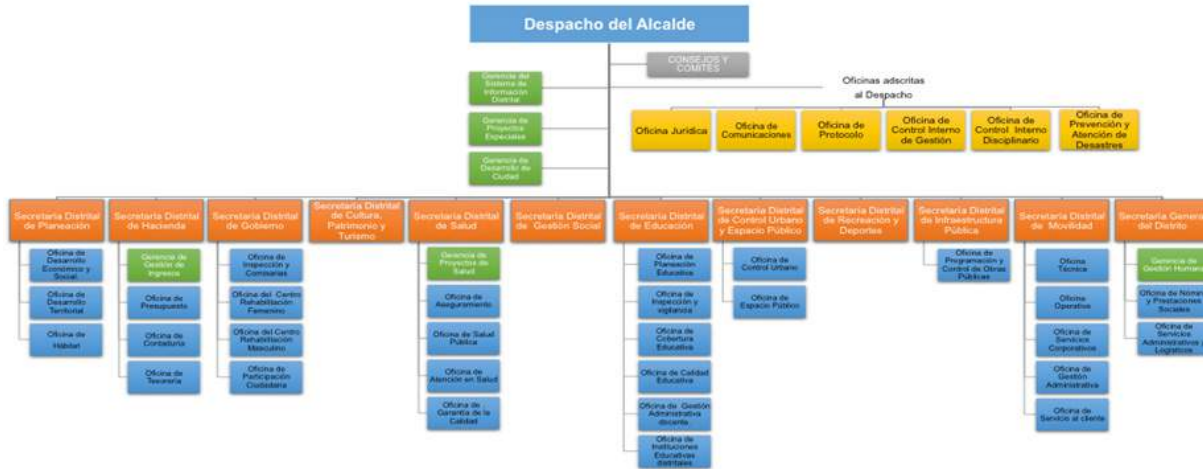 Despacho del Alcalde
CONSEJOS Y
COMITÉS
Gerencia del
Sistema de
Información
Distrital
Oficinas adscritas
al Despacho
Gerencia de
Proyectos
Especiales
Oficina Jurídica
Oficina de
Comunicaciones
Oficina de
Protocolo
Oficina de
Control Interno
de Gestión
Oficina de
Control Interno
Disciplinario
Oficina de
Prevención y
Atención de
Desastres
Gerencia de
Desarrollo de
Ciudad
Secretaría Distrital
de Planeación
Secretaría Distrital
de Hacienda
Secretaría Distrital
de Gobierno
Secretaría Distrital
de Cultura,
Patrimonio y
Turismo
Secretaría Distrital
de Salud
Secretaría Distrital
de Gestión Social
Secretaría Distrital
de Educación
Secretaría Distrital
de Control Urbano
y Espacio Público
Secretaría Distrital
de Recreación y
Deportes
Secretaría Distrital
de Infraestructura
Pública
Secretaría Distrital
de Movilidad
Secretaría General
del Distrito
Oficina de
Desarrollo
Económico y
Social
Oficina de
Desarrollo
Territorial
Oficina de
Hábitat
Gerencia de
Gestión de
Ingresos
Oficina de
Presupuesto
Oficina de
Contaduría
Oficina de
Tesorería
Oficina de
Inspección y
Comisarías
Oficina del Centro
Rehabilitación
Femenino
Oficina del Centro
Rehabilitación
Masculino
Oficina de
Participación
Ciudadana
Gerencia de
Proyectos de
Salud
Oficina de
Aseguramiento
Oficina de Salud
Pública
Oficina de
Atención en Salud
Oficina de
Garantía de la
Calidad
Oficina de
Planeación
Educativa
Oficina de
Inspección y
vigilancia
Oficina de
Cobertura
Educativa
Oficina de Calidad
Educativa
Oficina de Gestión
Administrativa
docente
Oficina de
Instituciones
Educativas
distritales
Oficina de
Control Urbano
Oficina de
Espacio Público
Oficina de
Programación y
Control de Obras
Públicas
Oficina
Técnica
Oficina
Operativa
Oficina de
Servicios
Corporativos
Oficina de
Gestión
Administrativa
Oficina de
Servicio al cliente
Gerencia de
Gestión Humana
Oficina de Nómina
y Prestaciones
Sociales
Oficina de
Servicios
Administrativos y
Logísticos